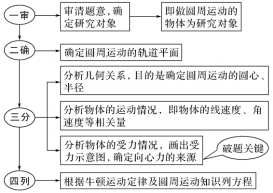 一审
审清题意,确
定研究对象
即做圆周运动的
物体为研究对象
二确
确定圆周运动的轨道平面
三分
分析几何关系,目的是确定圆周运动的圆心、
半径
分析物体的运动情况,即物体的线速度、角
速度等相关量
分析物体的受力情况,画出受
力示意图,确定向心力的来源
破题关键
四列
根据牛顿运动定律及圆周运动知识列方程